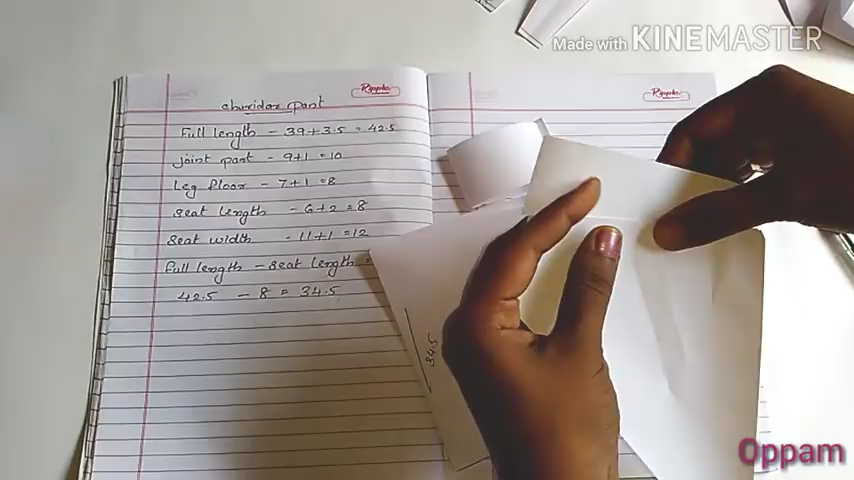 Made with KINEMASTER
Ripple
Ripple
churidar pant
Full length - 39+3.5 = 42.5
joint part - 9+1 = 10
Leg floor - 7+1 = 8
seat length - 6+2 = 8
seat width - 11+1 = 12
Full length - seat length =
42.5 - 8 = 34.5
34.5
Oppam